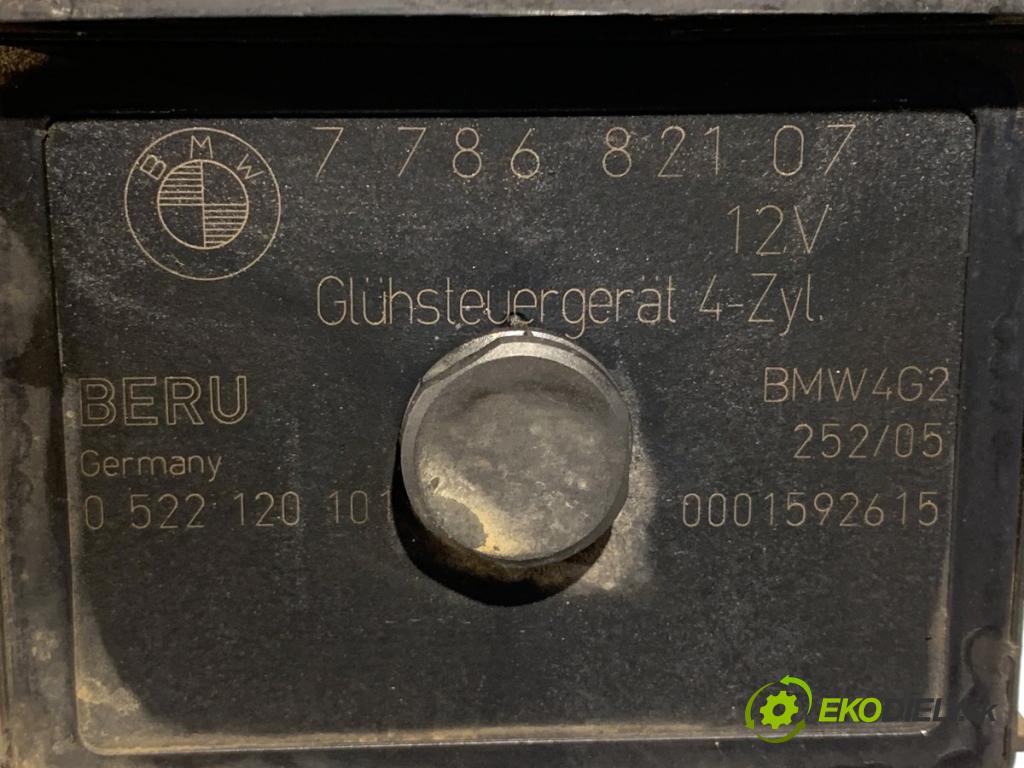 BMW
7 786 821 07
12V
Glühsteuergerät 4-Zyl.
BERU
BMW4G2
Germany
252/05
0 522 120 101
0001592615
EKODIELY.sk